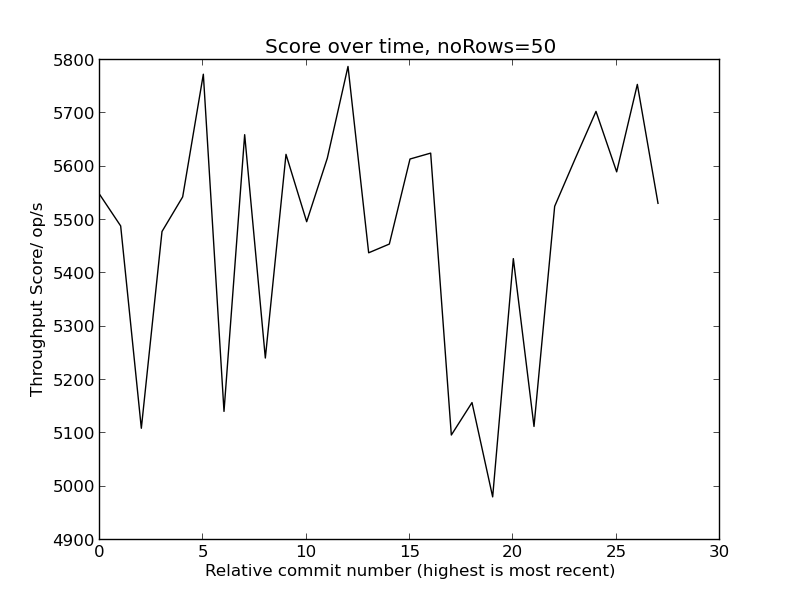 Score over time, noRows=50
5800
5700
5600
5500
5400
5300
5200
5100
5000
4900
Throughput Score/ op/s
0 5 10 15 20 25 30
Relative commit number (highest is most recent)